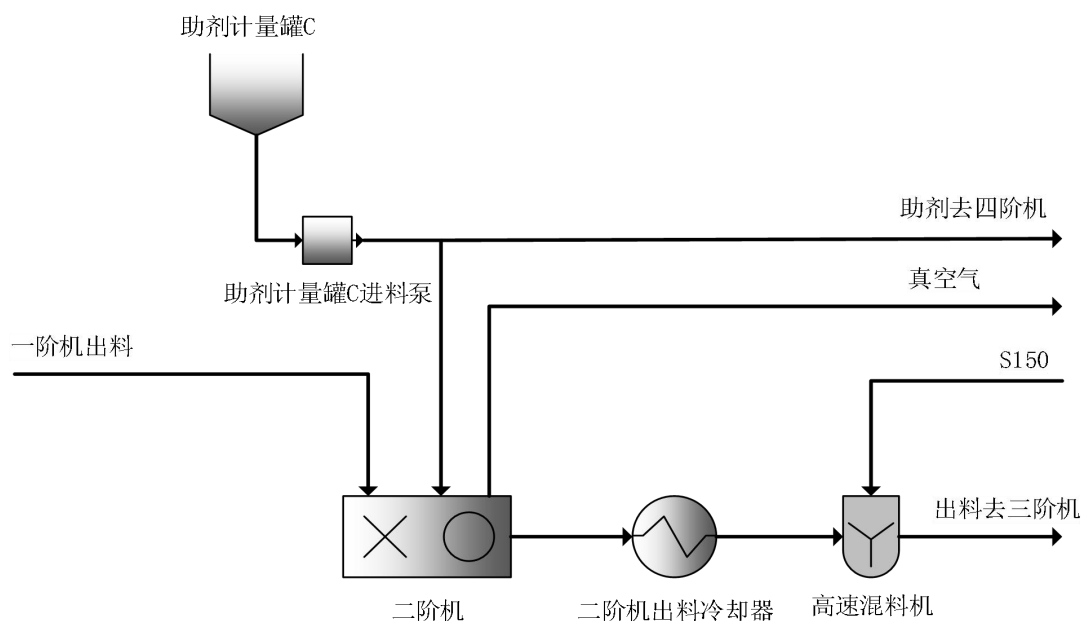 助剂计量罐C
助剂去四阶机
助剂计量罐C进料泵
真空气
一阶机出料
S150
出料去三阶机
二阶机
二阶机出料冷却器
高速混料机